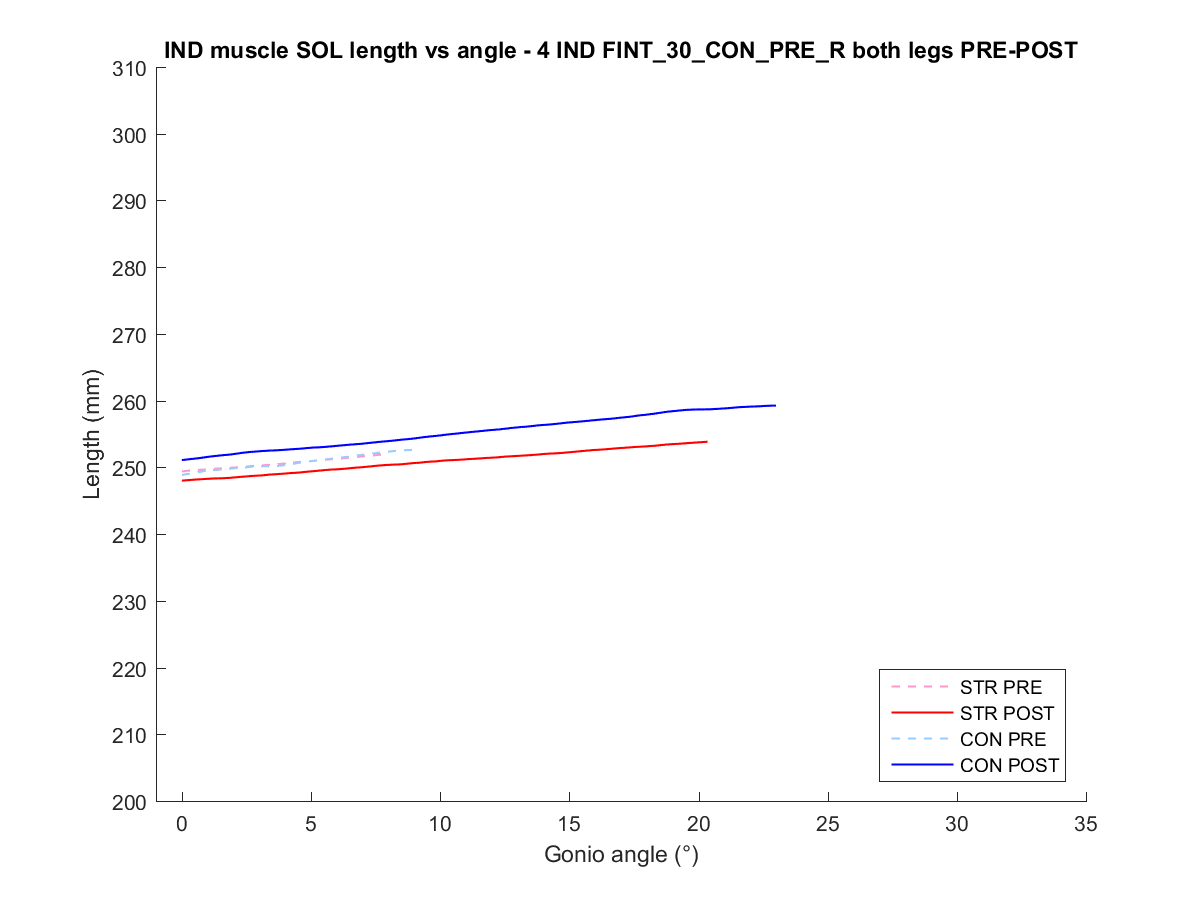 IND muscle SOL length vs angle - 4 IND FINT_30_CON_PRE_R both legs PRE-POST
310
300
290
280
270
260
250
240
230
220
210
200
Length (mm)
0 5 10 15 20 25 30 35
Gonio angle (°)
STR PRE
STR POST
CON PRE
CON POST